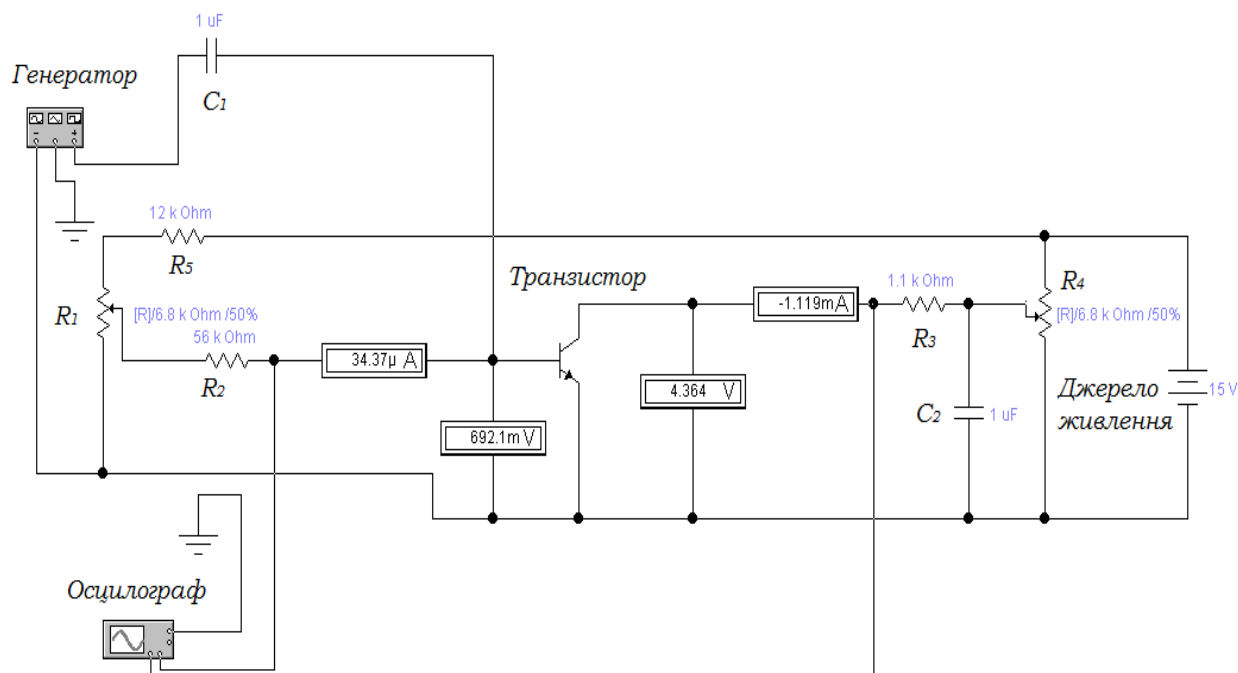 1 uF
Генератор
C1
12 k Ohm
R5
Транзистор
R1
[R]/6.8 k Ohm /50%
56 k Ohm
R2
34.37µ A
692.1m V
-1.119m A
4.364 V
1.1 k Ohm
R3
R4
[R]/6.8 k Ohm /50%
C2
1 uF
Джерело
живлення
15 V
Осцилограф